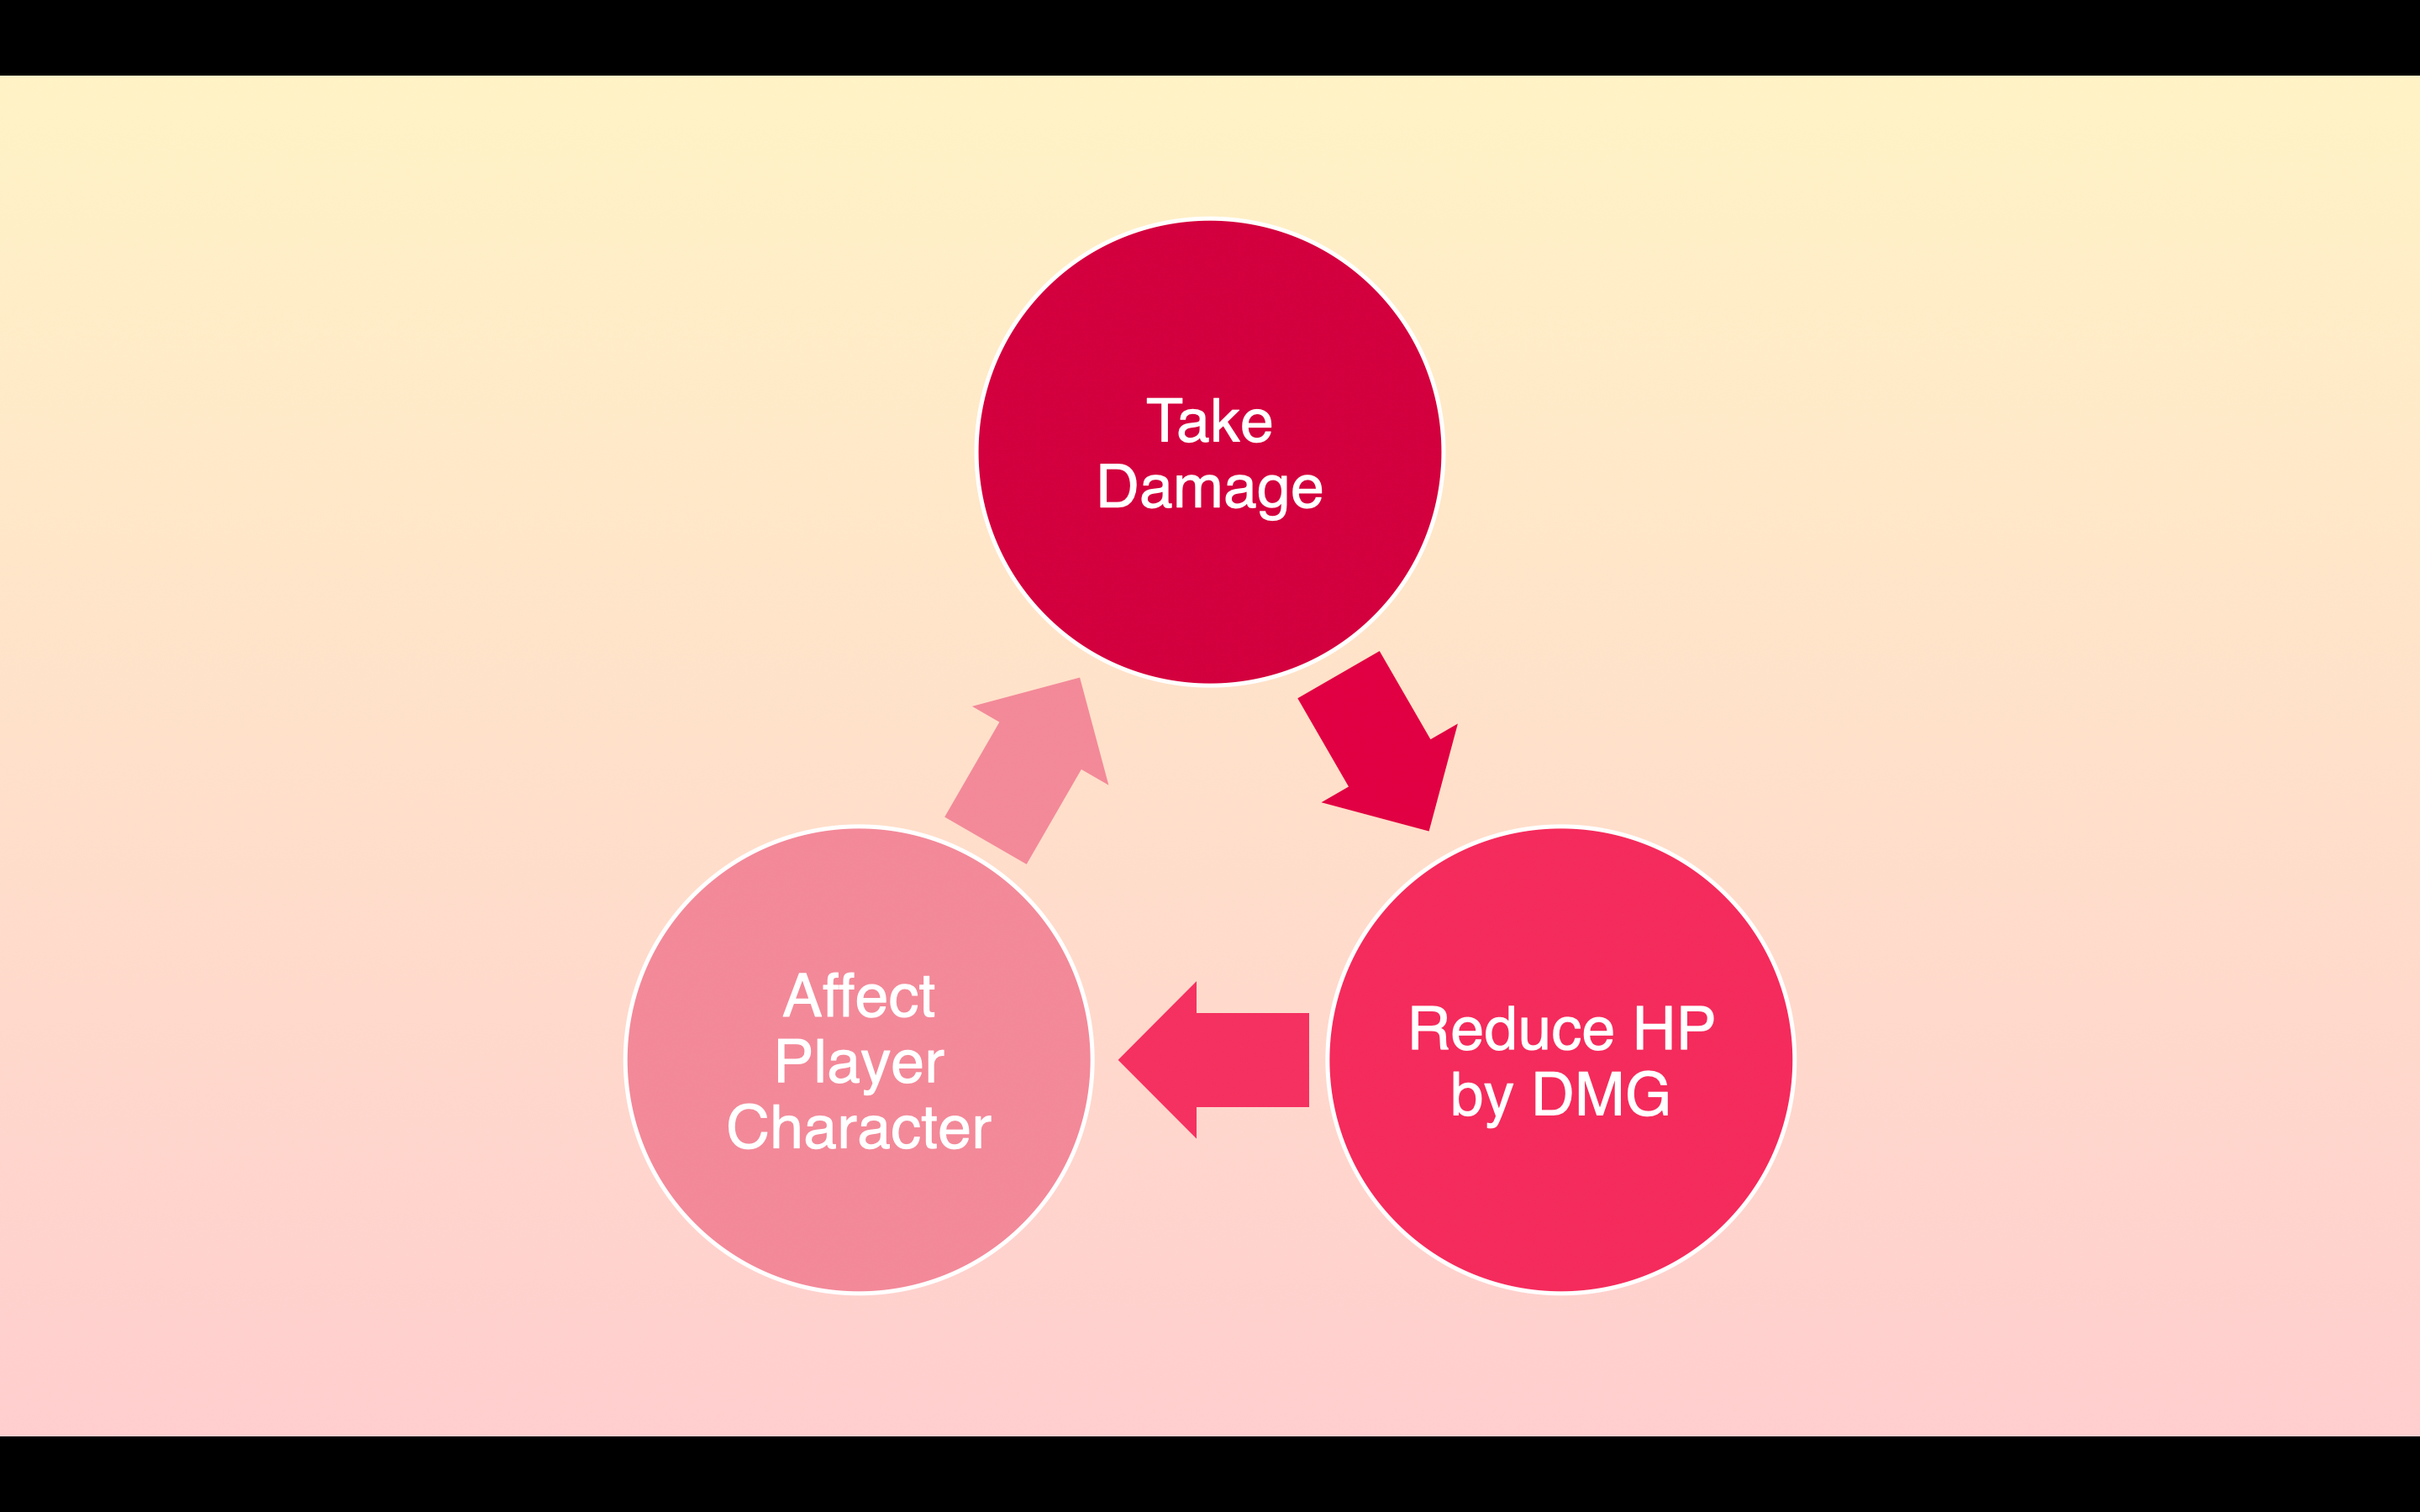 Take
Damage
Reduce HP
by DMG
Affect
Player
Character